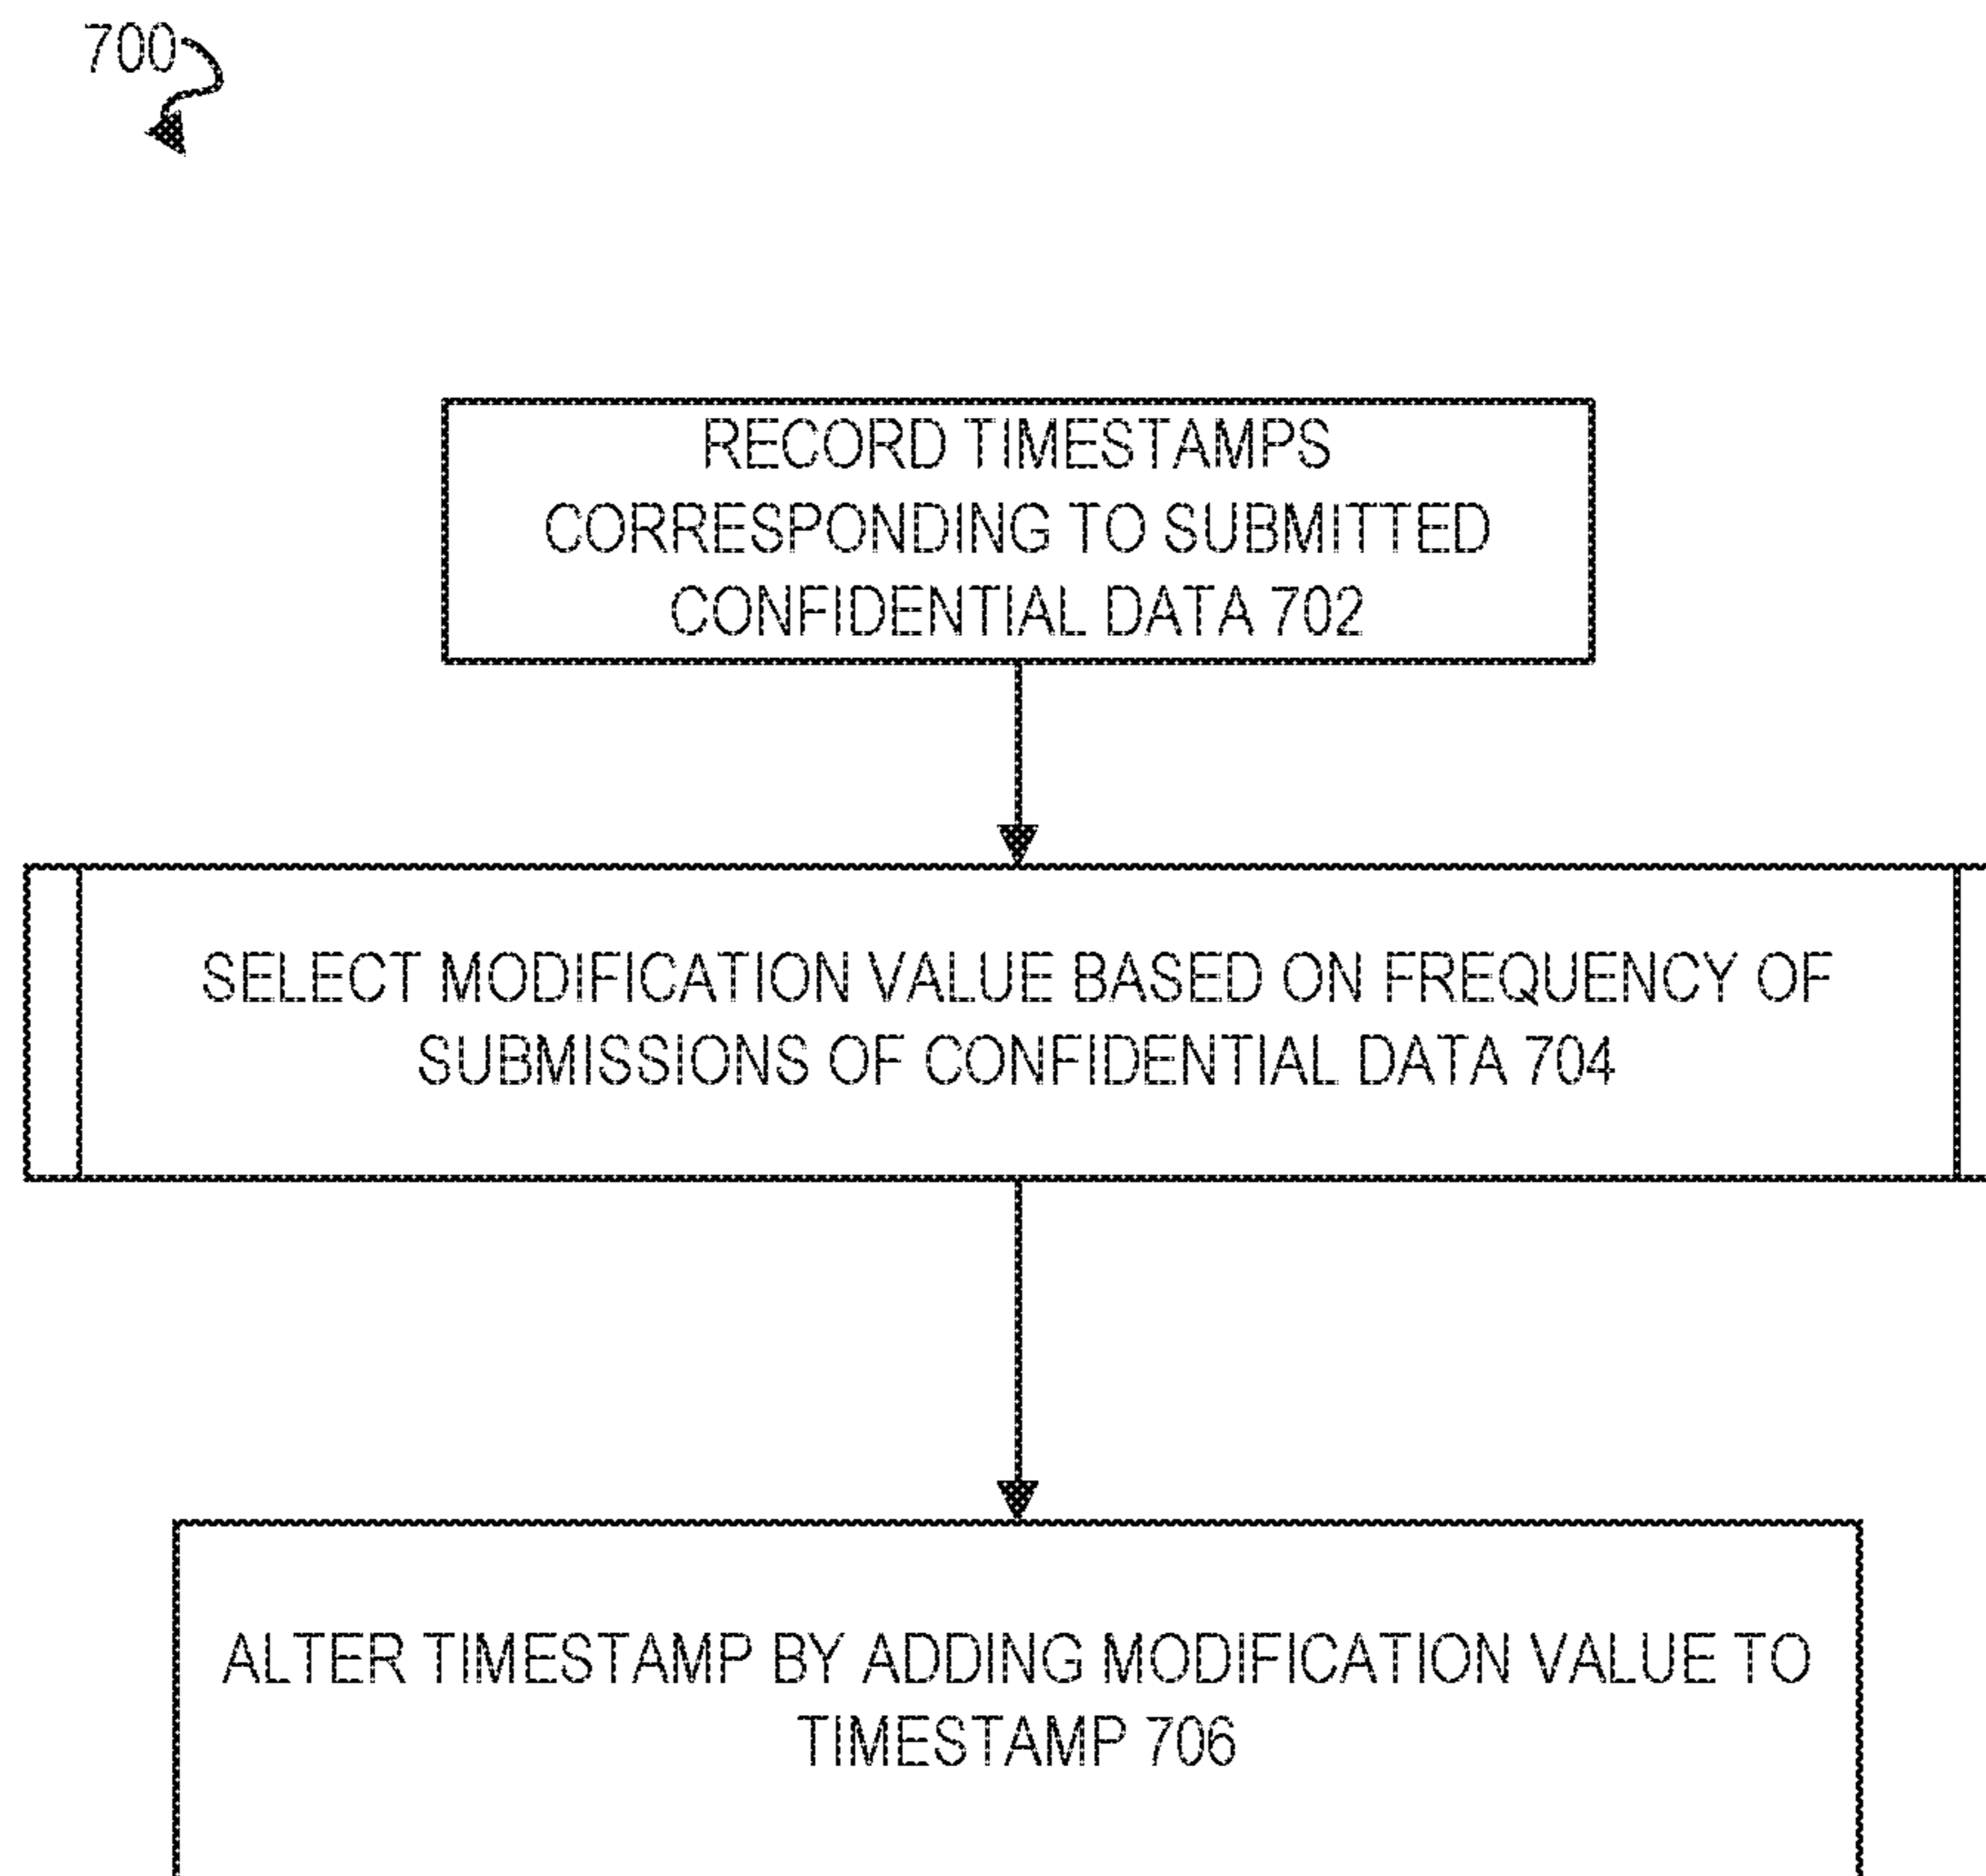 700
RECORD TIMESTAMPS
CORRESPONDING TO SUBMITTED
CONFIDENTIAL DATA 702
SELECT MODIFICATION VALUE BASED ON FREQUENCY OF
SUBMISSIONS OF CONFIDENTIAL DATA 704
ALTER TIMESTAMP BY ADDING MODIFICATION VALUE TO
TIMESTAMP 706